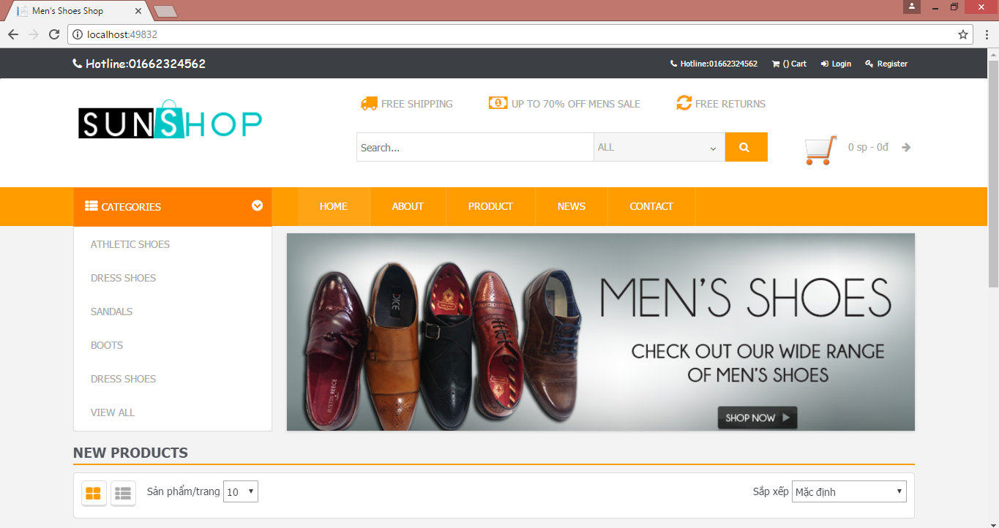 Men's Shoes Shop
localhost:49832
Hotline:01662324562
Hotline:01662324562 () Cart Login Register
SUNSHOP
FREE SHIPPING UP TO 70% OFF MENS SALE FREE RETURNS
Search... ALL 0 sp - 0đ
CATEGORIES HOME ABOUT PRODUCT NEWS CONTACT
ATHLETIC SHOES
DRESS SHOES
SANDALS
BOOTS
DRESS SHOES
VIEW ALL
DICE
JUSTIN REECE
MEN'S SHOES
CHECK OUT OUR WIDE RANGE
OF MEN'S SHOES
SHOP NOW
NEW PRODUCTS
Sản phẩm/trang 10 Sắp xếp Mặc định